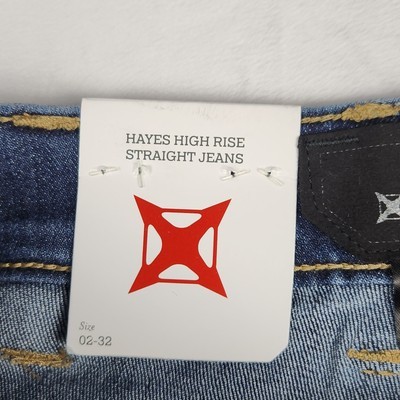 HAYES HIGH RISE
STRAIGHT JEANS
Size
02-32